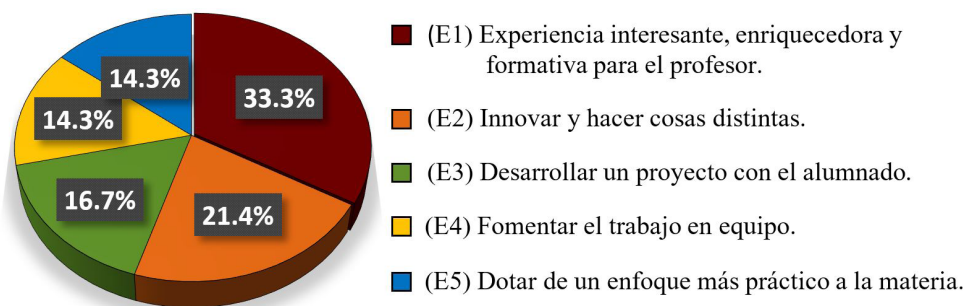 33.3%
21.4%
16.7%
14.3%
14.3%
(E1) Experiencia interesante, enriquecedora y
formativa para el profesor.
(E2) Innovar y hacer cosas distintas.
(E3) Desarrollar un proyecto con el alumnado.
(E4) Fomentar el trabajo en equipo.
(E5) Dotar de un enfoque más práctico a la materia.